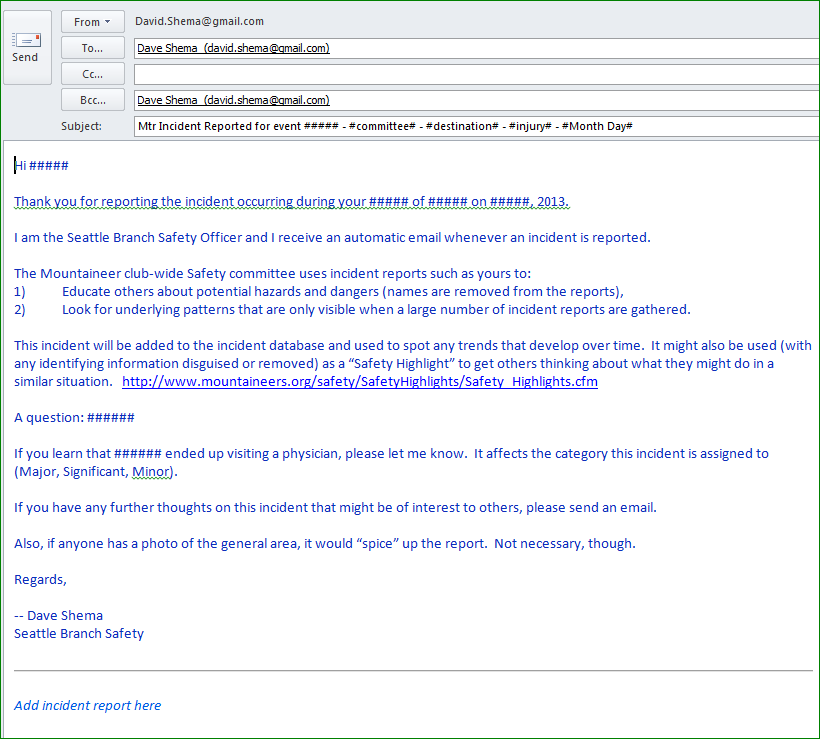 From
David.Shema@gmail.com
Send
To...
Dave Shema (david.shema@gmail.com)
Cc...
Bcc...
Dave Shema (david.shema@gmail.com)
Subject:
Mtr Incident Reported for event ##### - #committee# - #destination# - #injury# - #Month Day#
Hi #####
Thank you for reporting the incident occurring during your ##### of ##### on #####, 2013.
I am the Seattle Branch Safety Officer and I receive an automatic email whenever an incident is reported.
The Mountaineer club-wide Safety committee uses incident reports such as yours to:
1) Educate others about potential hazards and dangers (names are removed from the reports),
2) Look for underlying patterns that are only visible when a large number of incident reports are gathered.
This incident will be added to the incident database and used to spot any trends that develop over time. It might also be used (with
any identifying information disguised or removed) as a “Safety Highlight” to get others thinking about what they might do in a
similar situation. http://www.mountaineers.org/safety/SafetyHighlights/Safety_Highlights.cfm
A question: ######
If you learn that ###### ended up visiting a physician, please let me know. It affects the category this incident is assigned to
(Major, Significant, Minor).
If you have any further thoughts on this incident that might be of interest to others, please send an email.
Also, if anyone has a photo of the general area, it would “spice” up the report. Not necessary, though.
Regards,
-- Dave Shema
Seattle Branch Safety
Add incident report here